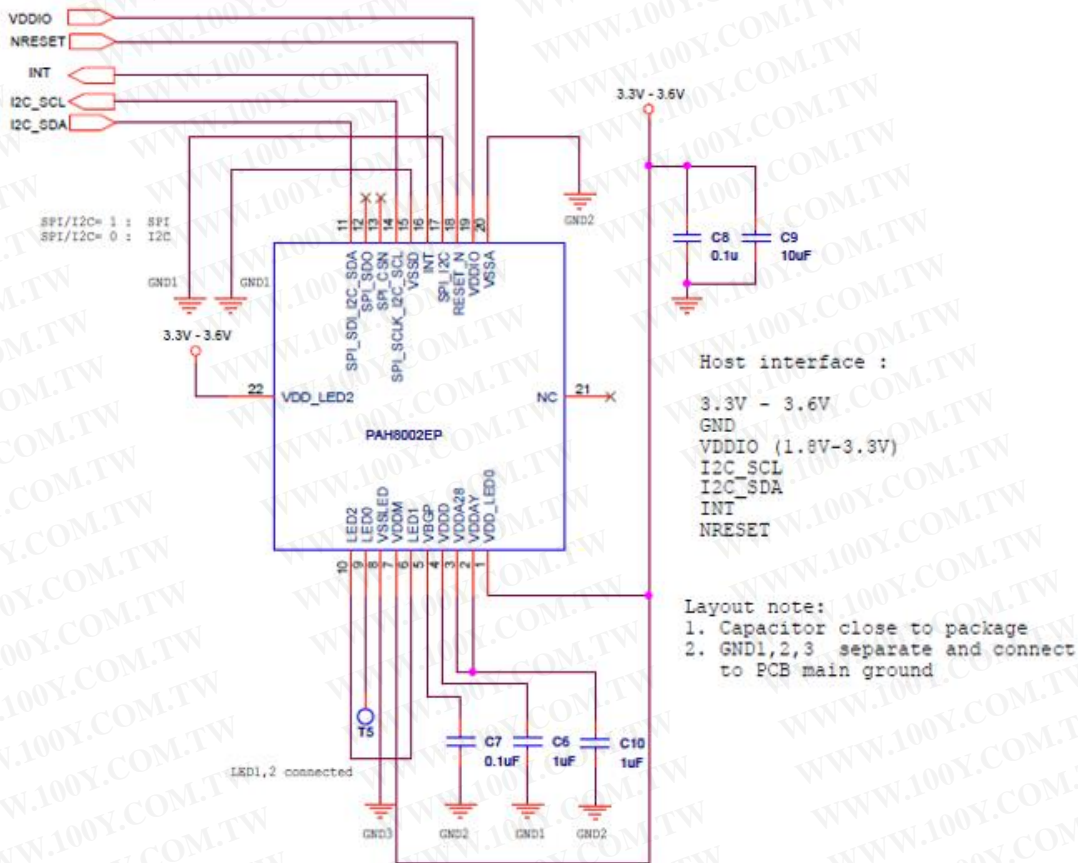 VDDIO
NRESET
INT
I2C_SCL
I2C_SDA
3.3V - 3.6V
SPI/I2C= 1 : SPI
SPI/I2C= 0 : I2C
GND1
GND1
GND2
11
12
13
14
15
16
17
18
19
20
SPI_SDI_I2C_SDA
SPI_SDO
SPI_CSN
SPI_SCLK_I2C_SCL
VSSD
INT
SPI_I2C
RESET_N
VDDIO
VSSA
C8
0.1u
C9
10uF
3.3V - 3.6V
22
VDD_LED2
NC
21
PAH8002EP
Host interface :
3.3V - 3.6V
GND
VDDIO (1.8V-3.3V)
I2C_SCL
I2C_SDA
INT
NRESET
LED2
LED0
VSSLED
VDDM
LED1
VBGP
VDDD
VDDA28
VDDAY
VDD_LED0
10
9
8
7
6
5
4
3
2
1
Layout note:
1. Capacitor close to package
2. GND1,2,3 separate and connect
to PCB main ground
T5
C7
0.1uF
C6
1uF
C10
1uF
LED1,2 connected
GND3
GND2
GND1
GND2
WWW.100Y.COM.TW